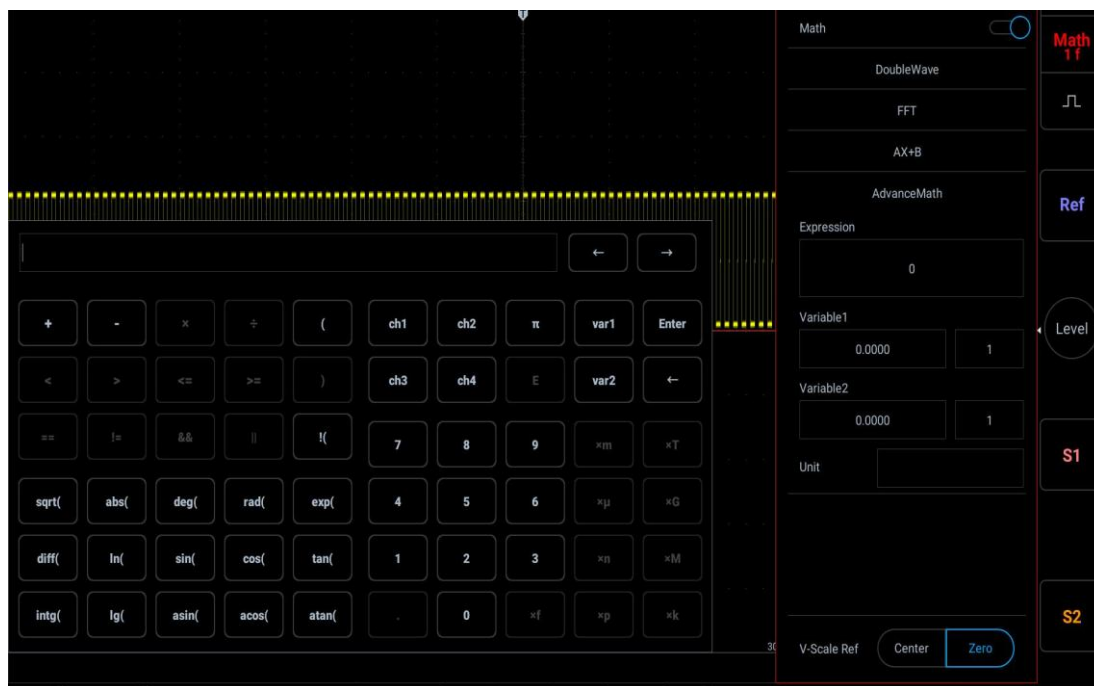 T
Math
DoubleWave
FFT
AX+B
AdvanceMath
Expression
0
Variable1
0.0000 1
Variable2
0.0000 1
Unit
V-Scale Ref Center Zero
Math
1 f
Ref
Level
S1
S2
← →
+ - × ÷ ( ch1 ch2 π var1 Enter
< > <= >= ) ch3 ch4 E var2 ←
== != && || !( 7 8 9 ×m ×T
sqrt( abs( deg( rad( exp( 4 5 6 ×μ ×G
diff( ln( sin( cos( tan( 1 2 3 ×n ×M
intg( lg( asin( acos( atan( . 0 ×f ×p ×k
30